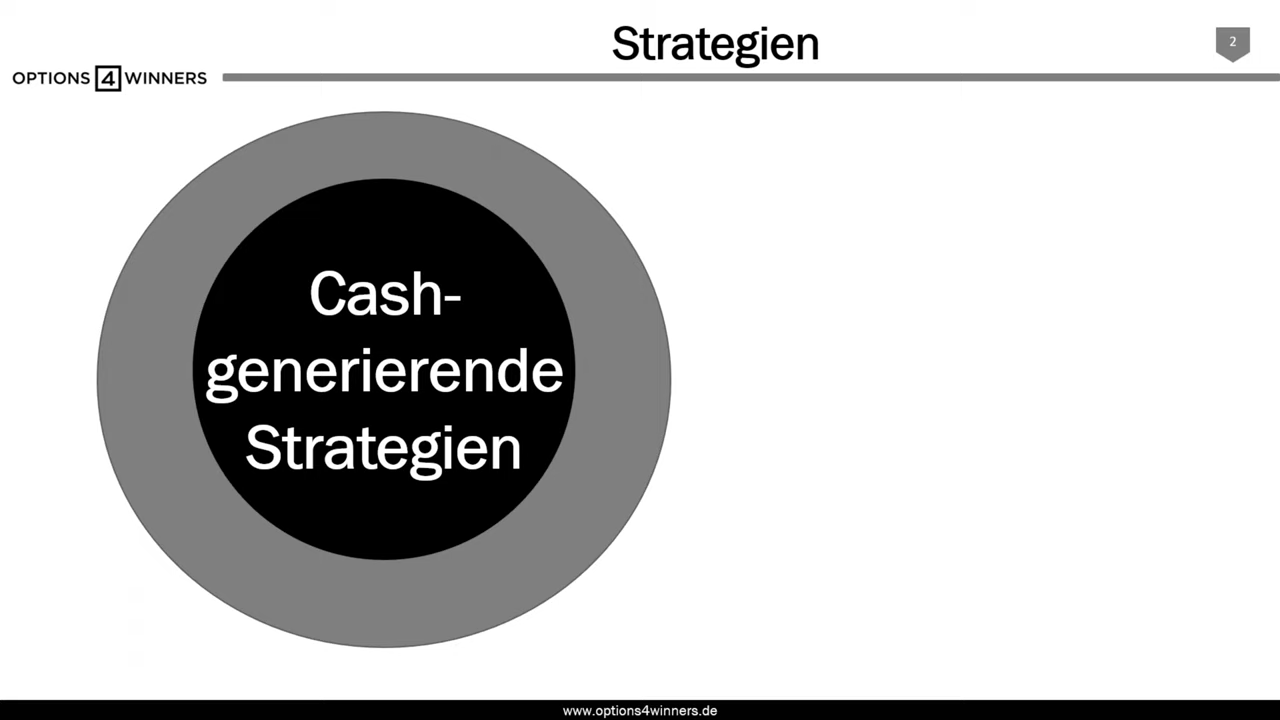 Strategien
2
OPTIONS 4 WINNERS
Cash-
generierende
Strategien
www.options4winners.de